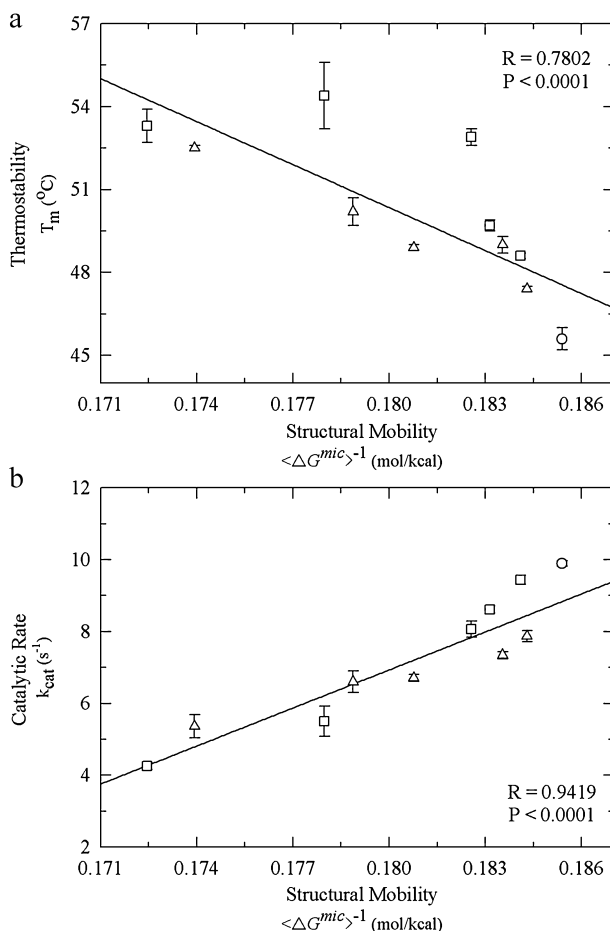 a
57
54
51
48
45
Thermostability
Tm (°C)
R = 0.7802
P < 0.0001
0.171 0.174 0.177 0.180 0.183 0.186
Structural Mobility
<△G^mic>^-1 (mol/kcal)
b
12
10
8
6
4
2
Catalytic Rate
kcat (s^-1)
R = 0.9419
P < 0.0001
0.171 0.174 0.177 0.180 0.183 0.186
Structural Mobility
<△G^mic>^-1 (mol/kcal)